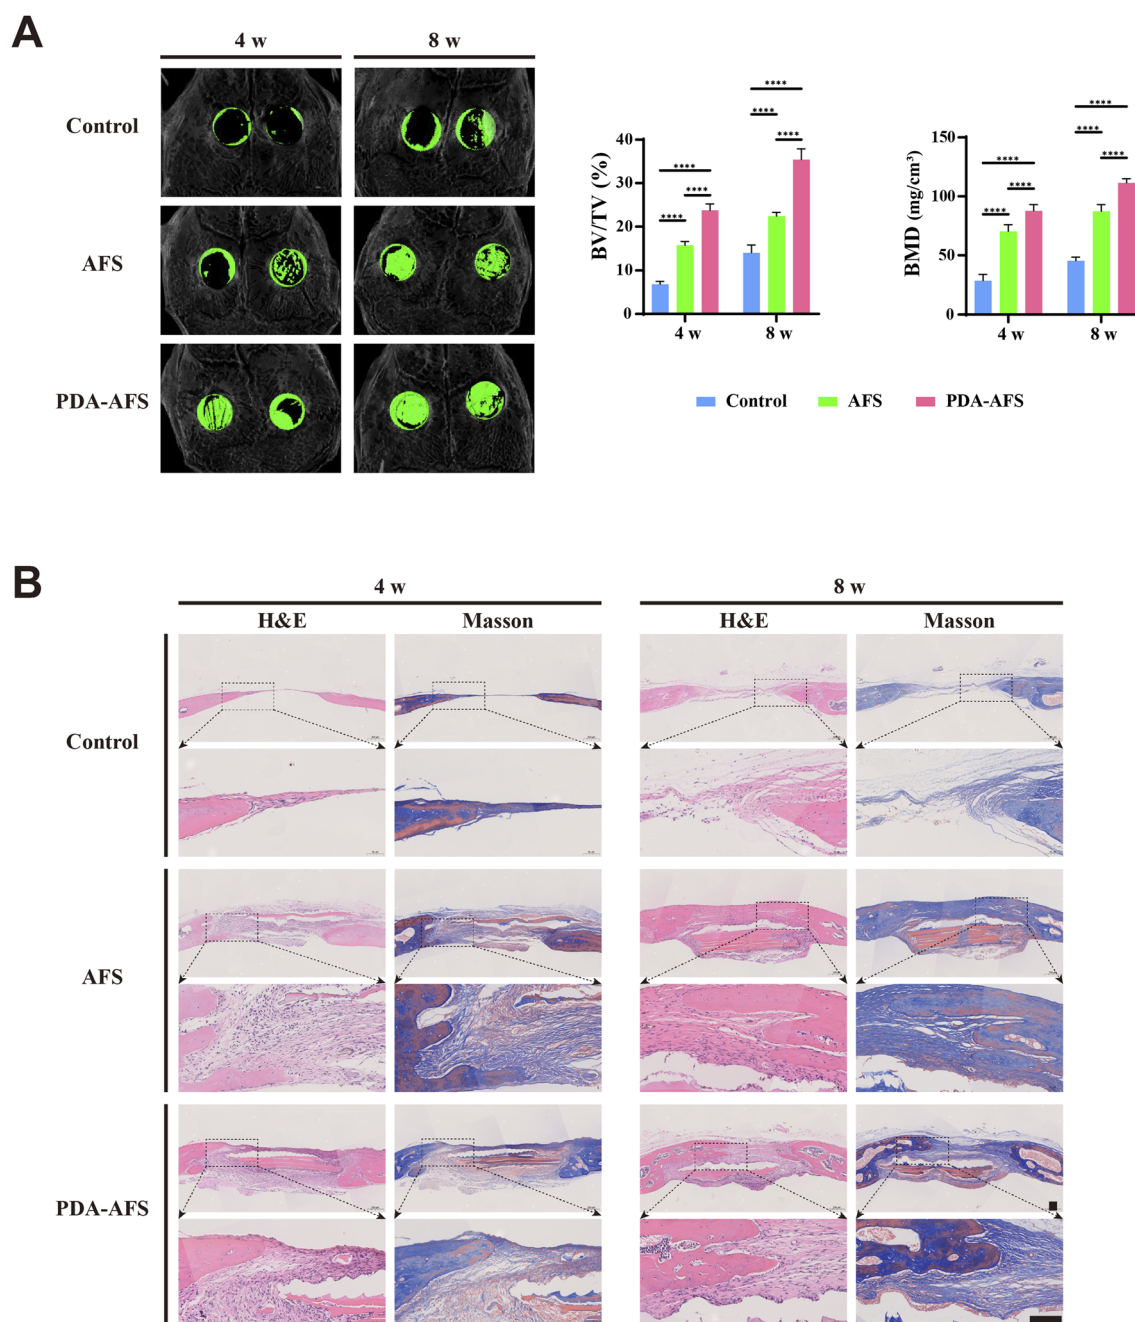 A
4 w
8 w
Control
AFS
PDA-AFS
****
****
****
****
****
****
BV/TV (%)
40
30
20
10
0
4 w
8 w
****
****
****
****
****
****
BMD (mg/cm³)
150
100
50
0
4 w
8 w
Control
AFS
PDA-AFS
B
4 w
8 w
H&E
Masson
H&E
Masson
Control
AFS
PDA-AFS